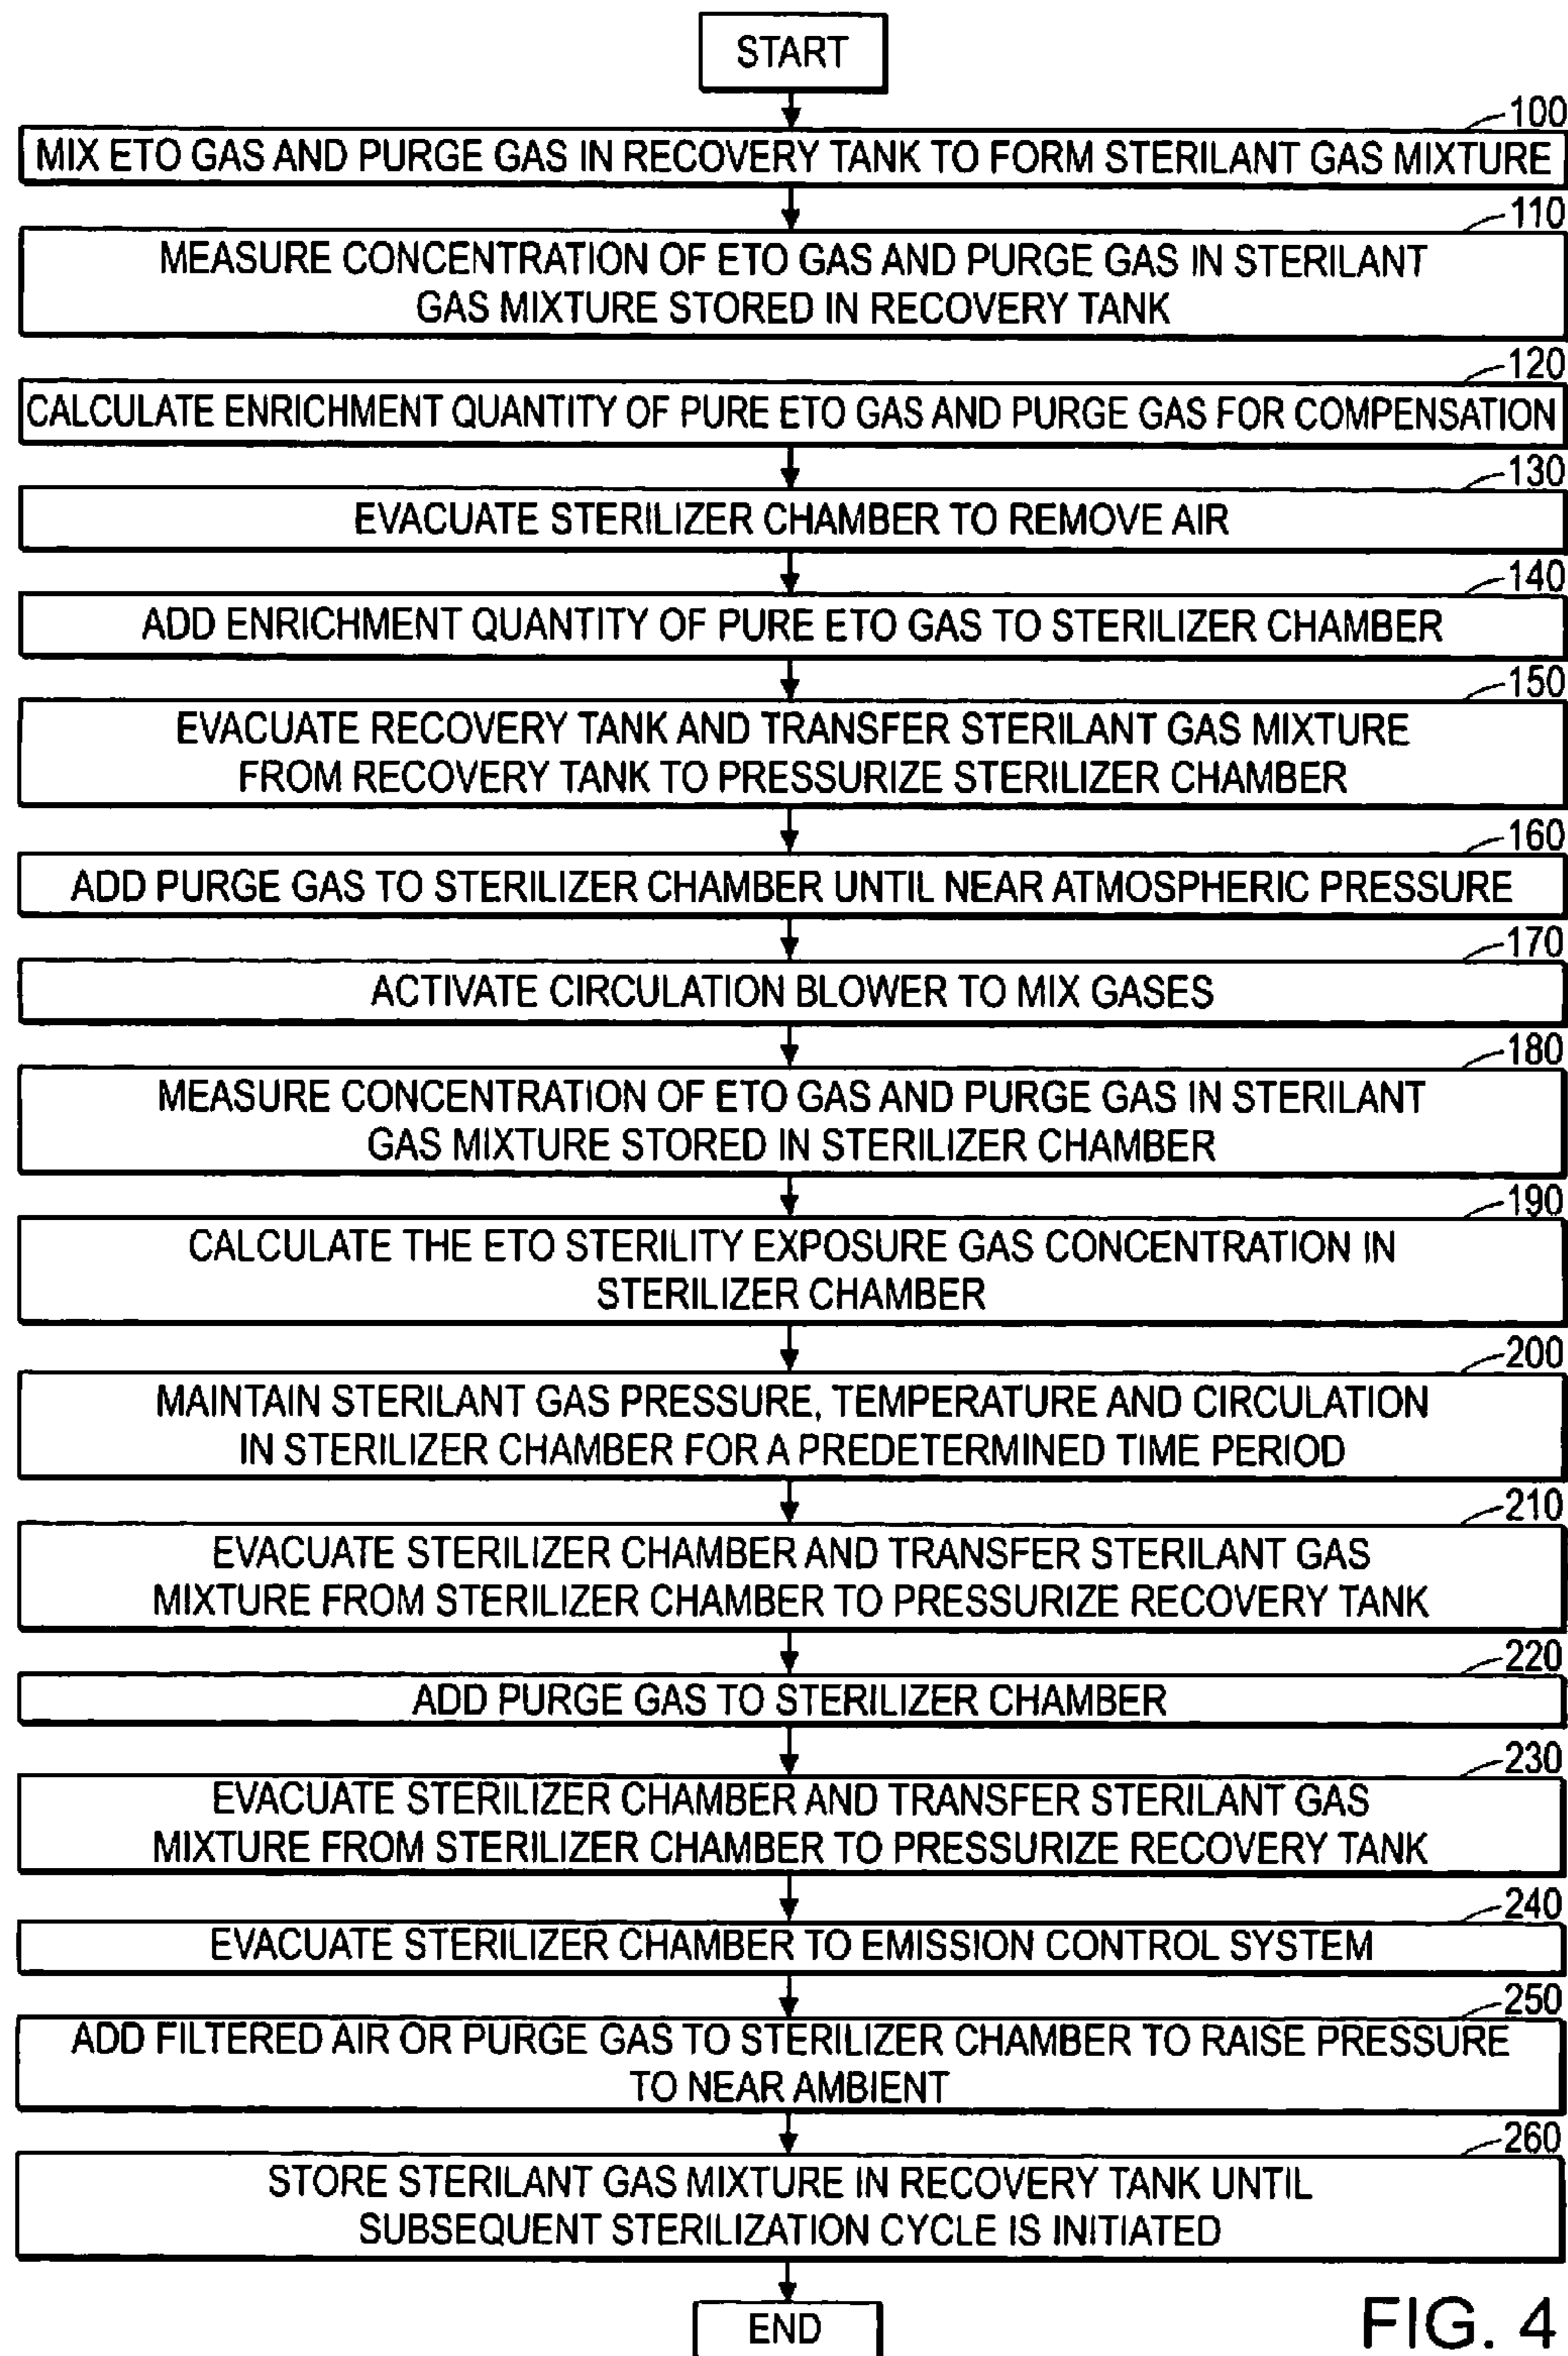 START
100
MIX ETO GAS AND PURGE GAS IN RECOVERY TANK TO FORM STERILANT GAS MIXTURE
110
MEASURE CONCENTRATION OF ETO GAS AND PURGE GAS IN STERILANT
GAS MIXTURE STORED IN RECOVERY TANK
120
CALCULATE ENRICHMENT QUANTITY OF PURE ETO GAS AND PURGE GAS FOR COMPENSATION
130
EVACUATE STERILIZER CHAMBER TO REMOVE AIR
140
ADD ENRICHMENT QUANTITY OF PURE ETO GAS TO STERILIZER CHAMBER
150
EVACUATE RECOVERY TANK AND TRANSFER STERILANT GAS MIXTURE
FROM RECOVERY TANK TO PRESSURIZE STERILIZER CHAMBER
160
ADD PURGE GAS TO STERILIZER CHAMBER UNTIL NEAR ATMOSPHERIC PRESSURE
170
ACTIVATE CIRCULATION BLOWER TO MIX GASES
180
MEASURE CONCENTRATION OF ETO GAS AND PURGE GAS IN STERILANT
GAS MIXTURE STORED IN STERILIZER CHAMBER
190
CALCULATE THE ETO STERILITY EXPOSURE GAS CONCENTRATION IN
STERILIZER CHAMBER
200
MAINTAIN STERILANT GAS PRESSURE, TEMPERATURE AND CIRCULATION
IN STERILIZER CHAMBER FOR A PREDETERMINED TIME PERIOD
210
EVACUATE STERILIZER CHAMBER AND TRANSFER STERILANT GAS
MIXTURE FROM STERILIZER CHAMBER TO PRESSURIZE RECOVERY TANK
220
ADD PURGE GAS TO STERILIZER CHAMBER
230
EVACUATE STERILIZER CHAMBER AND TRANSFER STERILANT GAS
MIXTURE FROM STERILIZER CHAMBER TO PRESSURIZE RECOVERY TANK
240
EVACUATE STERILIZER CHAMBER TO EMISSION CONTROL SYSTEM
250
ADD FILTERED AIR OR PURGE GAS TO STERILIZER CHAMBER TO RAISE PRESSURE
TO NEAR AMBIENT
260
STORE STERILANT GAS MIXTURE IN RECOVERY TANK UNTIL
SUBSEQUENT STERILIZATION CYCLE IS INITIATED
END
FIG. 4